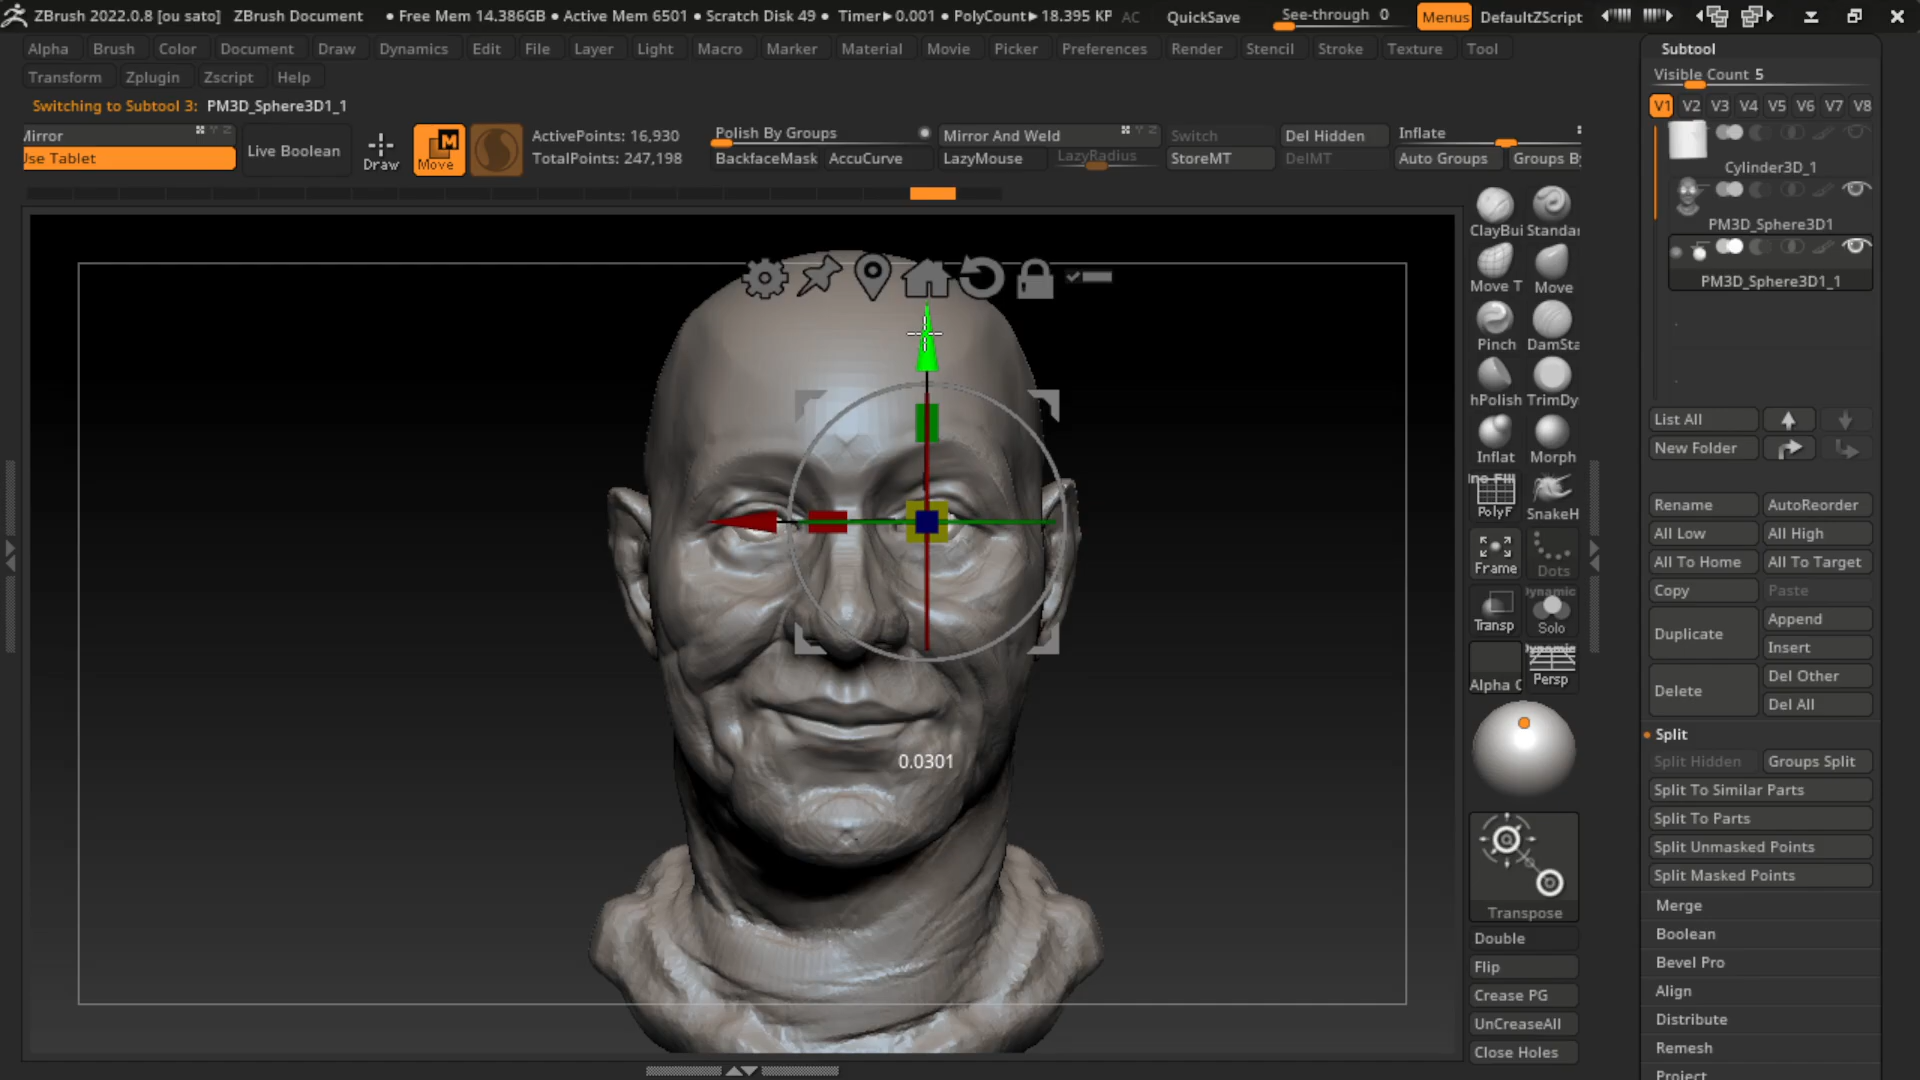 ZBrush 2022.0.8 [ou sato] ZBrush Document • Free Mem 14.386GB • Active Mem 6501 • Scratch Disk 49 • Timer▶0.001 • PolyCount▶18.395 KP AC QuickSave See-through 0 Menus DefaultZScript
Alpha Brush Color Document Draw Dynamics Edit File Layer Light Macro Marker Material Movie Picker Preferences Render Stencil Stroke Texture Tool
Transform Zplugin Zscript Help
Switching to Subtool 3: PM3D_Sphere3D1_1
Mirror
Use Tablet
Live Boolean
Draw
Move
ActivePoints: 16,930
TotalPoints: 247,198
Polish By Groups
BackfaceMask AccuCurve
Mirror And Weld
LazyMouse LazyRadius
Switch Del Hidden
StoreMT DelMT
Inflate
Auto Groups Groups By
0.0301
ClayBui Standar
Move T Move
Pinch DamSta
hPolish TrimDy
Inflat Morph
PolyF SnakeH
Frame Dots
Transp Dynamic
Solo
Alpha Dynamic
Persp
Transpose
Double
Flip
Crease PG
UnCreaseAll
Close Holes
Subtool
Visible Count 5
V1 V2 V3 V4 V5 V6 V7 V8
Cylinder3D_1
PM3D_Sphere3D1
PM3D_Sphere3D1_1
List All
New Folder
Rename AutoReorder
All Low All High
All To Home All To Target
Copy Paste
Duplicate Append
Insert
Delete Del Other
Del All
Split
Split Hidden Groups Split
Split To Similar Parts
Split To Parts
Split Unmasked Points
Split Masked Points
Merge
Boolean
Bevel Pro
Align
Distribute
Remesh
Project